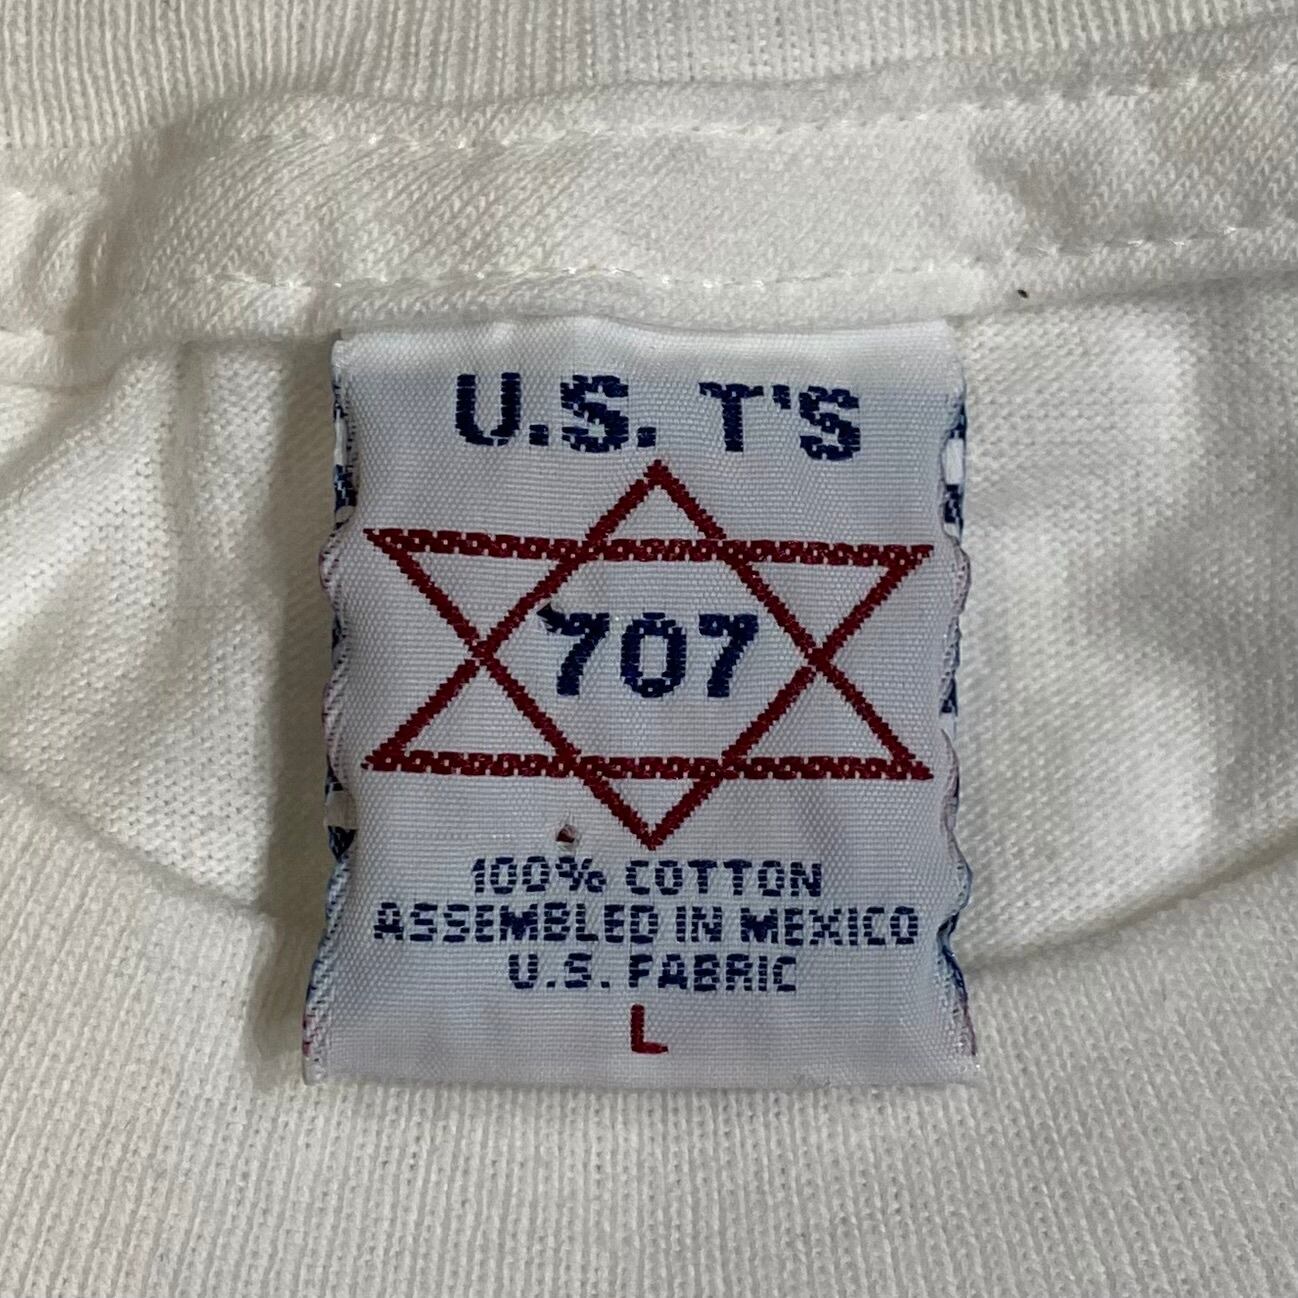 U.S. T'S
707
100% COTTON
ASSEMBLED IN MEXICO
U.S. FABRIC
L